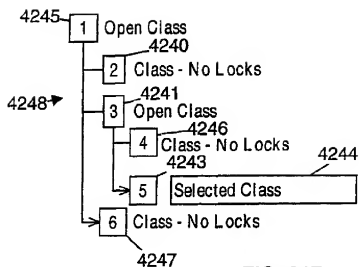 4245 1 Open Class
4240
2 Class - No Locks
4241
4248 3 Open Class
4246
4 Class - No Locks
4243 4244
5 Selected Class
6 Class - No Locks
4247